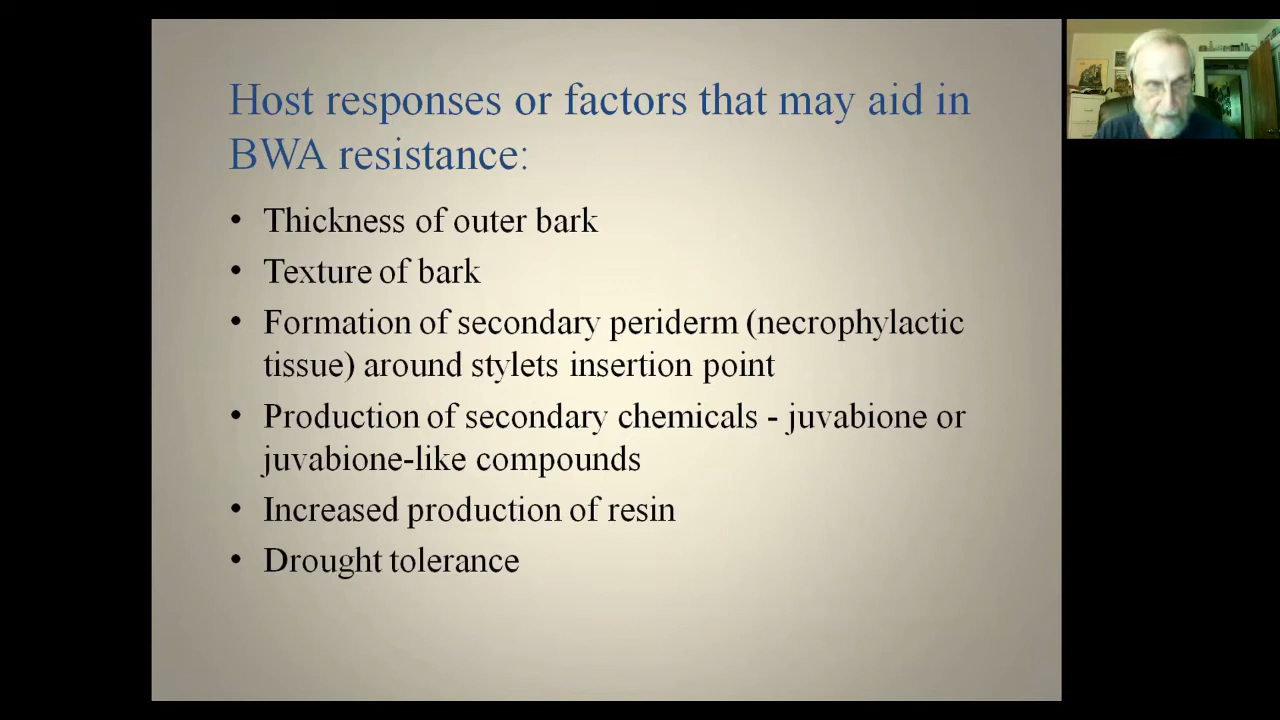 Host responses or factors that may aid in
BWA resistance:
• Thickness of outer bark
• Texture of bark
• Formation of secondary periderm (necrophylactic
tissue) around stylets insertion point
• Production of secondary chemicals - juvabione or
juvabione-like compounds
• Increased production of resin
• Drought tolerance